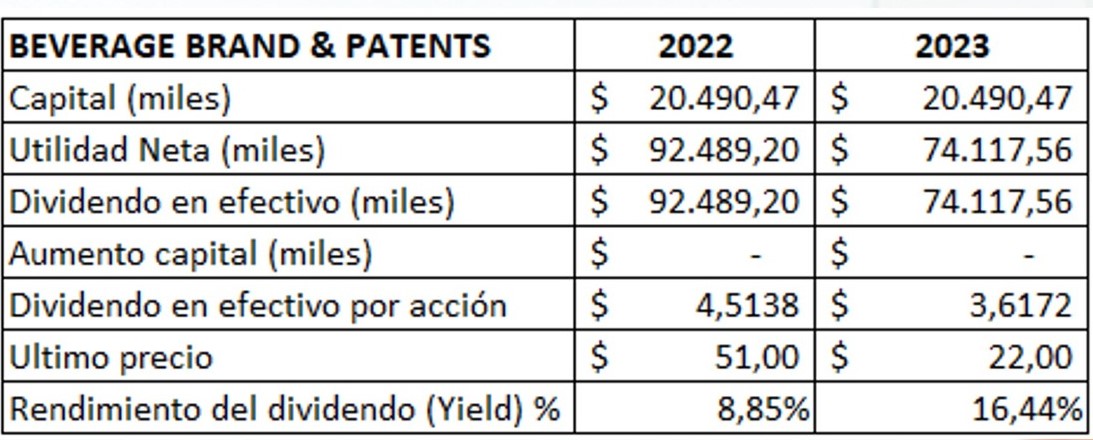 BEVERAGE BRAND & PATENTS 2022 2023
Capital (miles) $ 20.490,47 $ 20.490,47
Utilidad Neta (miles) $ 92.489,20 $ 74.117,56
Dividendo en efectivo (miles) $ 92.489,20 $ 74.117,56
Aumento capital (miles) $ - $ -
Dividendo en efectivo por acción $ 4,5138 $ 3,6172
Ultimo precio $ 51,00 $ 22,00
Rendimiento del dividendo (Yield) % 8,85% 16,44%